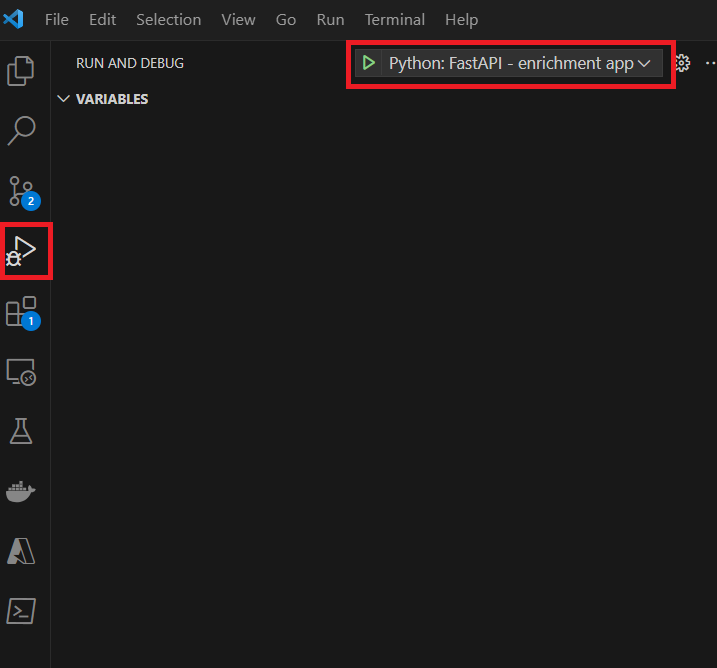 File Edit Selection View Go Run Terminal Help
RUN AND DEBUG Python: FastAPI - enrichment app
VARIABLES
2
1